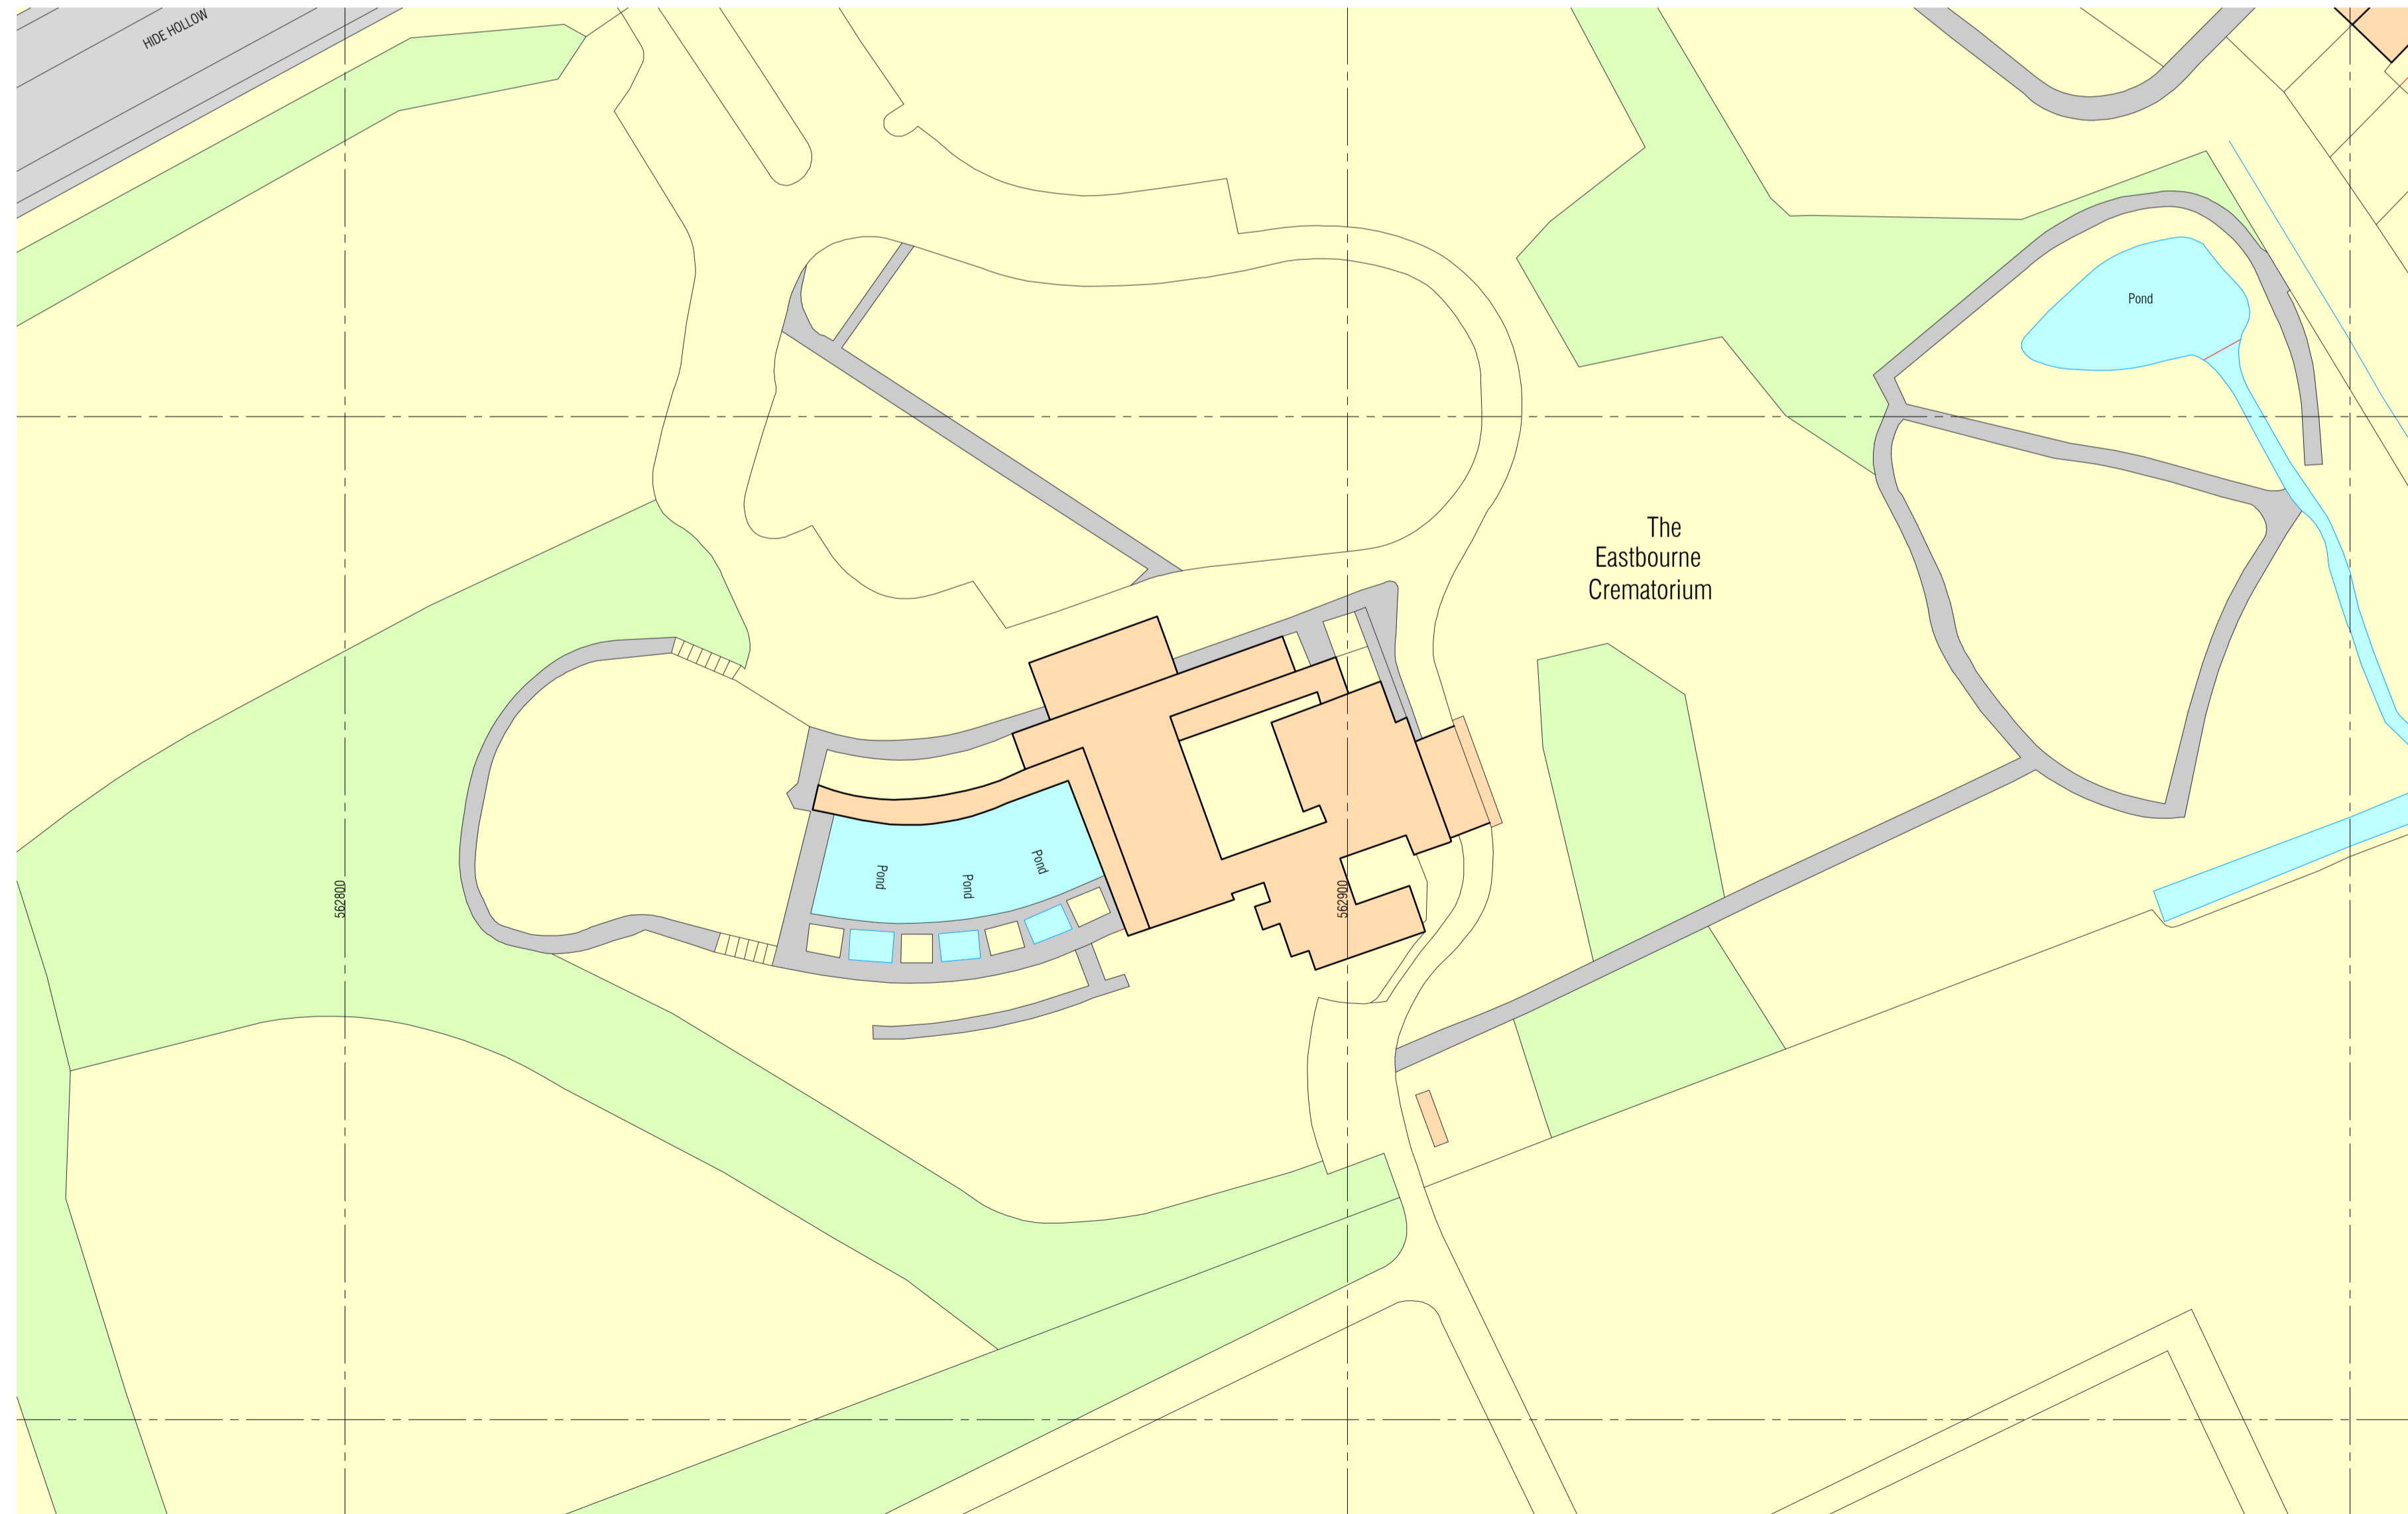 HIDE HOLLOW
Pond
The
Eastbourne
Crematorium
Pond
Pond
Pond
562800
562900